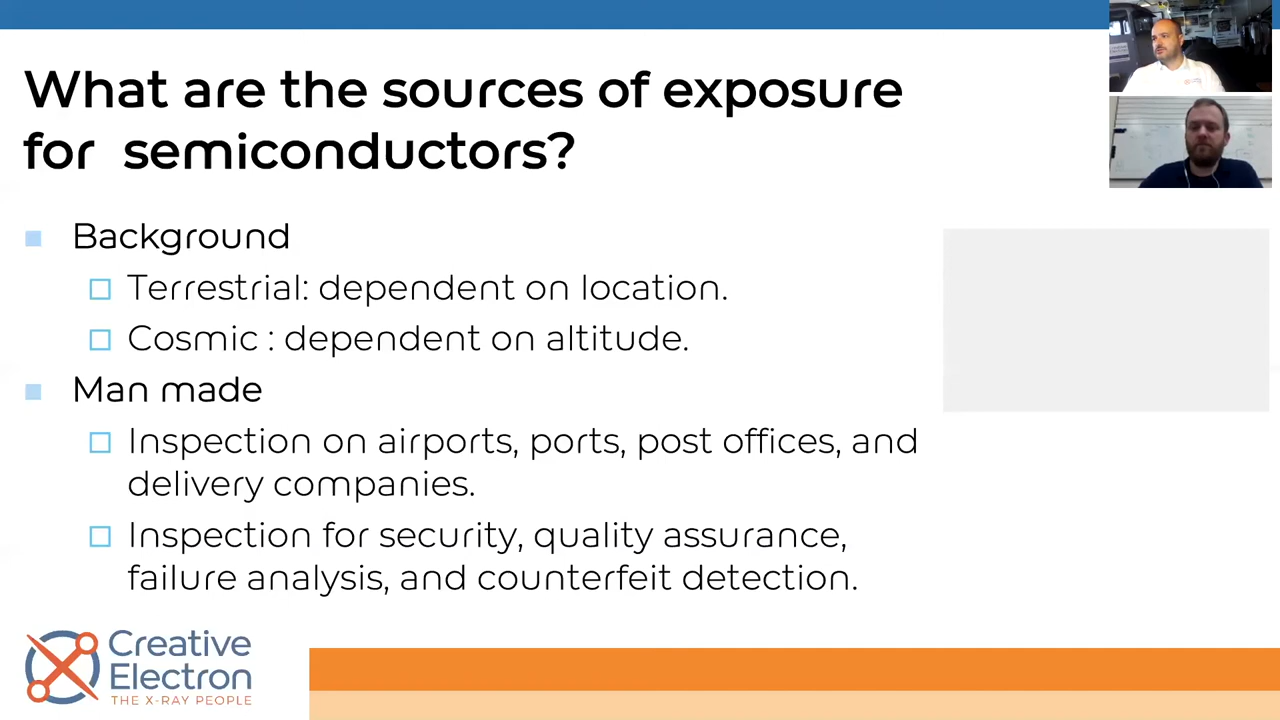 What are the sources of exposure
for semiconductors?
Background
Terrestrial: dependent on location.
Cosmic : dependent on altitude.
Man made
Inspection on airports, ports, post offices, and
delivery companies.
Inspection for security, quality assurance,
failure analysis, and counterfeit detection.
Creative
Electron
THE X-RAY PEOPLE